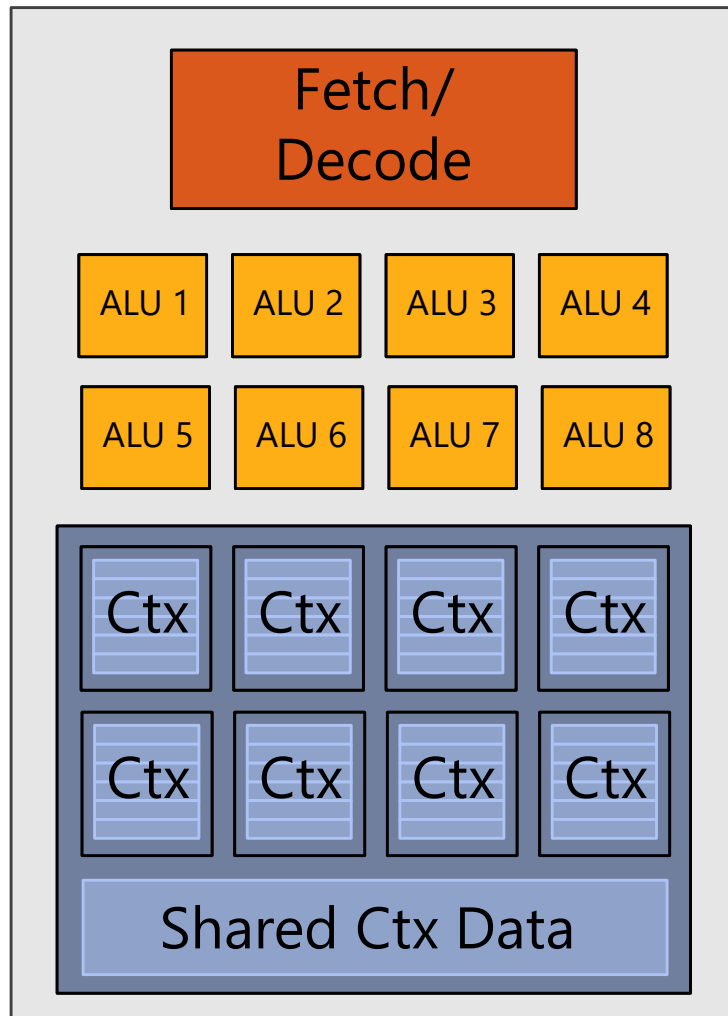 Fetch/
Decode
ALU 1 ALU 2 ALU 3 ALU 4
ALU 5 ALU 6 ALU 7 ALU 8
Ctx Ctx Ctx Ctx
Ctx Ctx Ctx Ctx
Shared Ctx Data